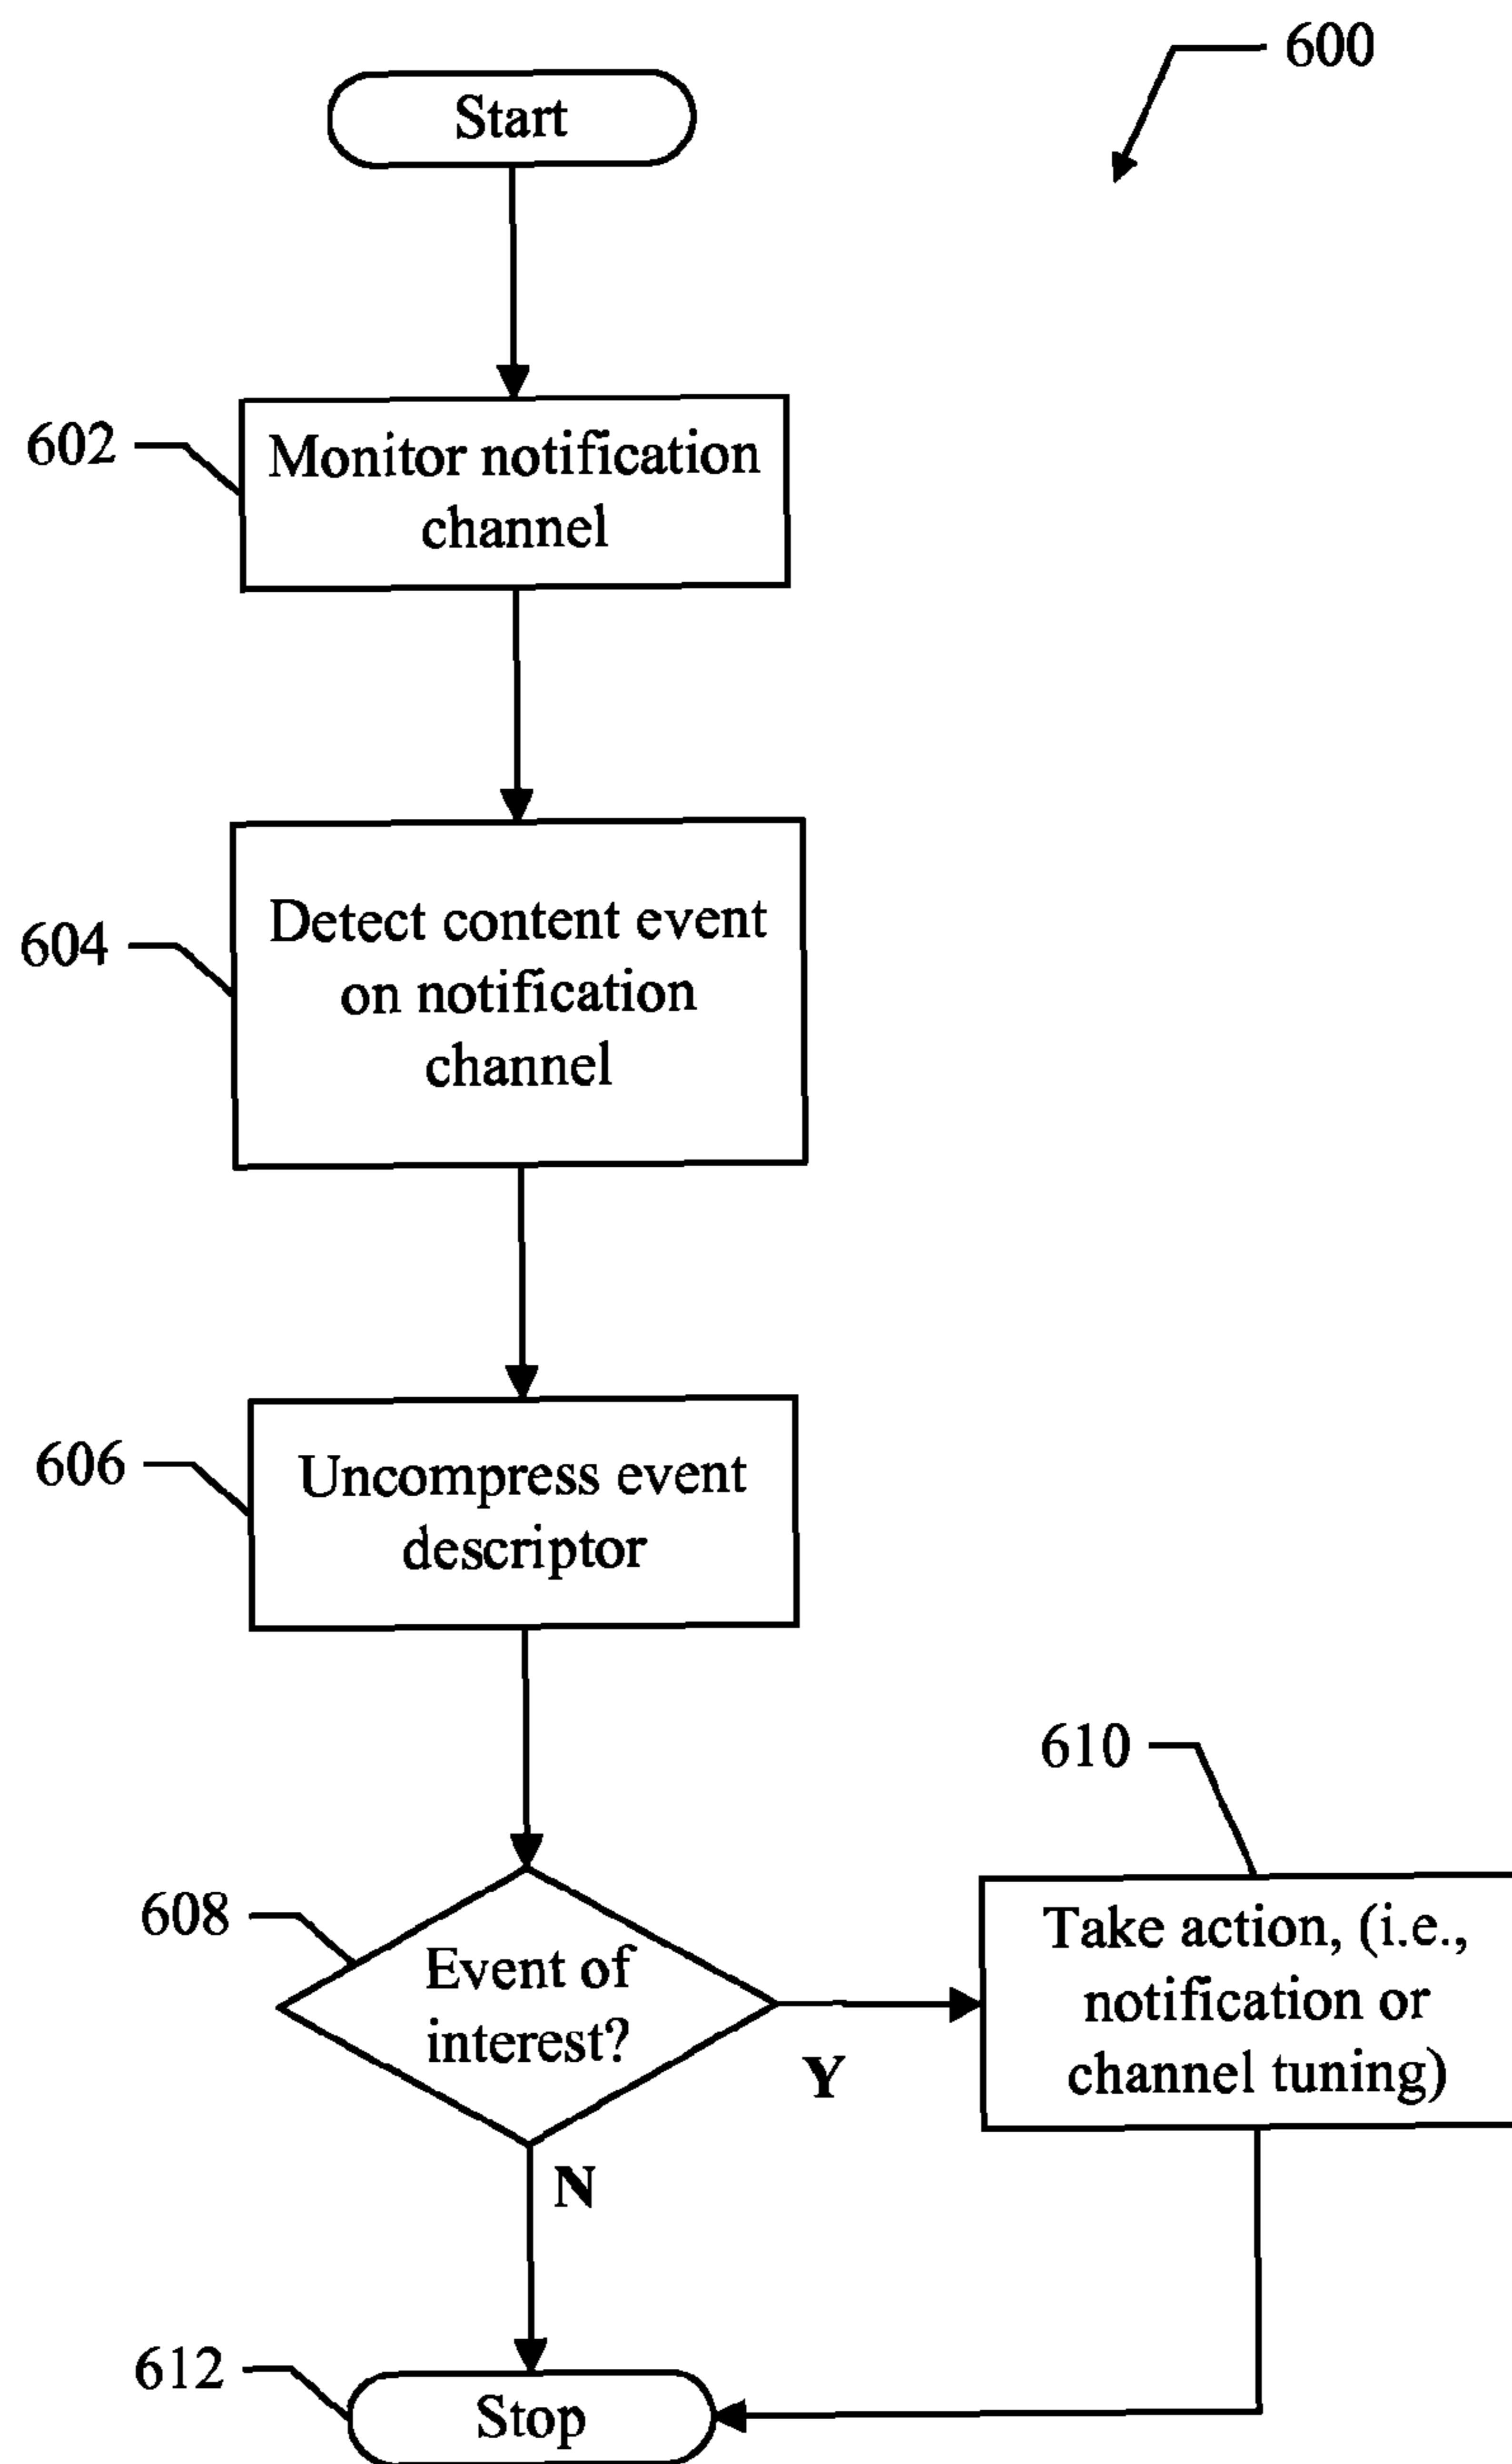 600
Start
602
Monitor notification
channel
604
Detect content event
on notification
channel
606
Uncompress event
descriptor
610
608
Event of
interest?
Take action, (i.e.,
notification or
channel tuning)
Y
N
612
Stop